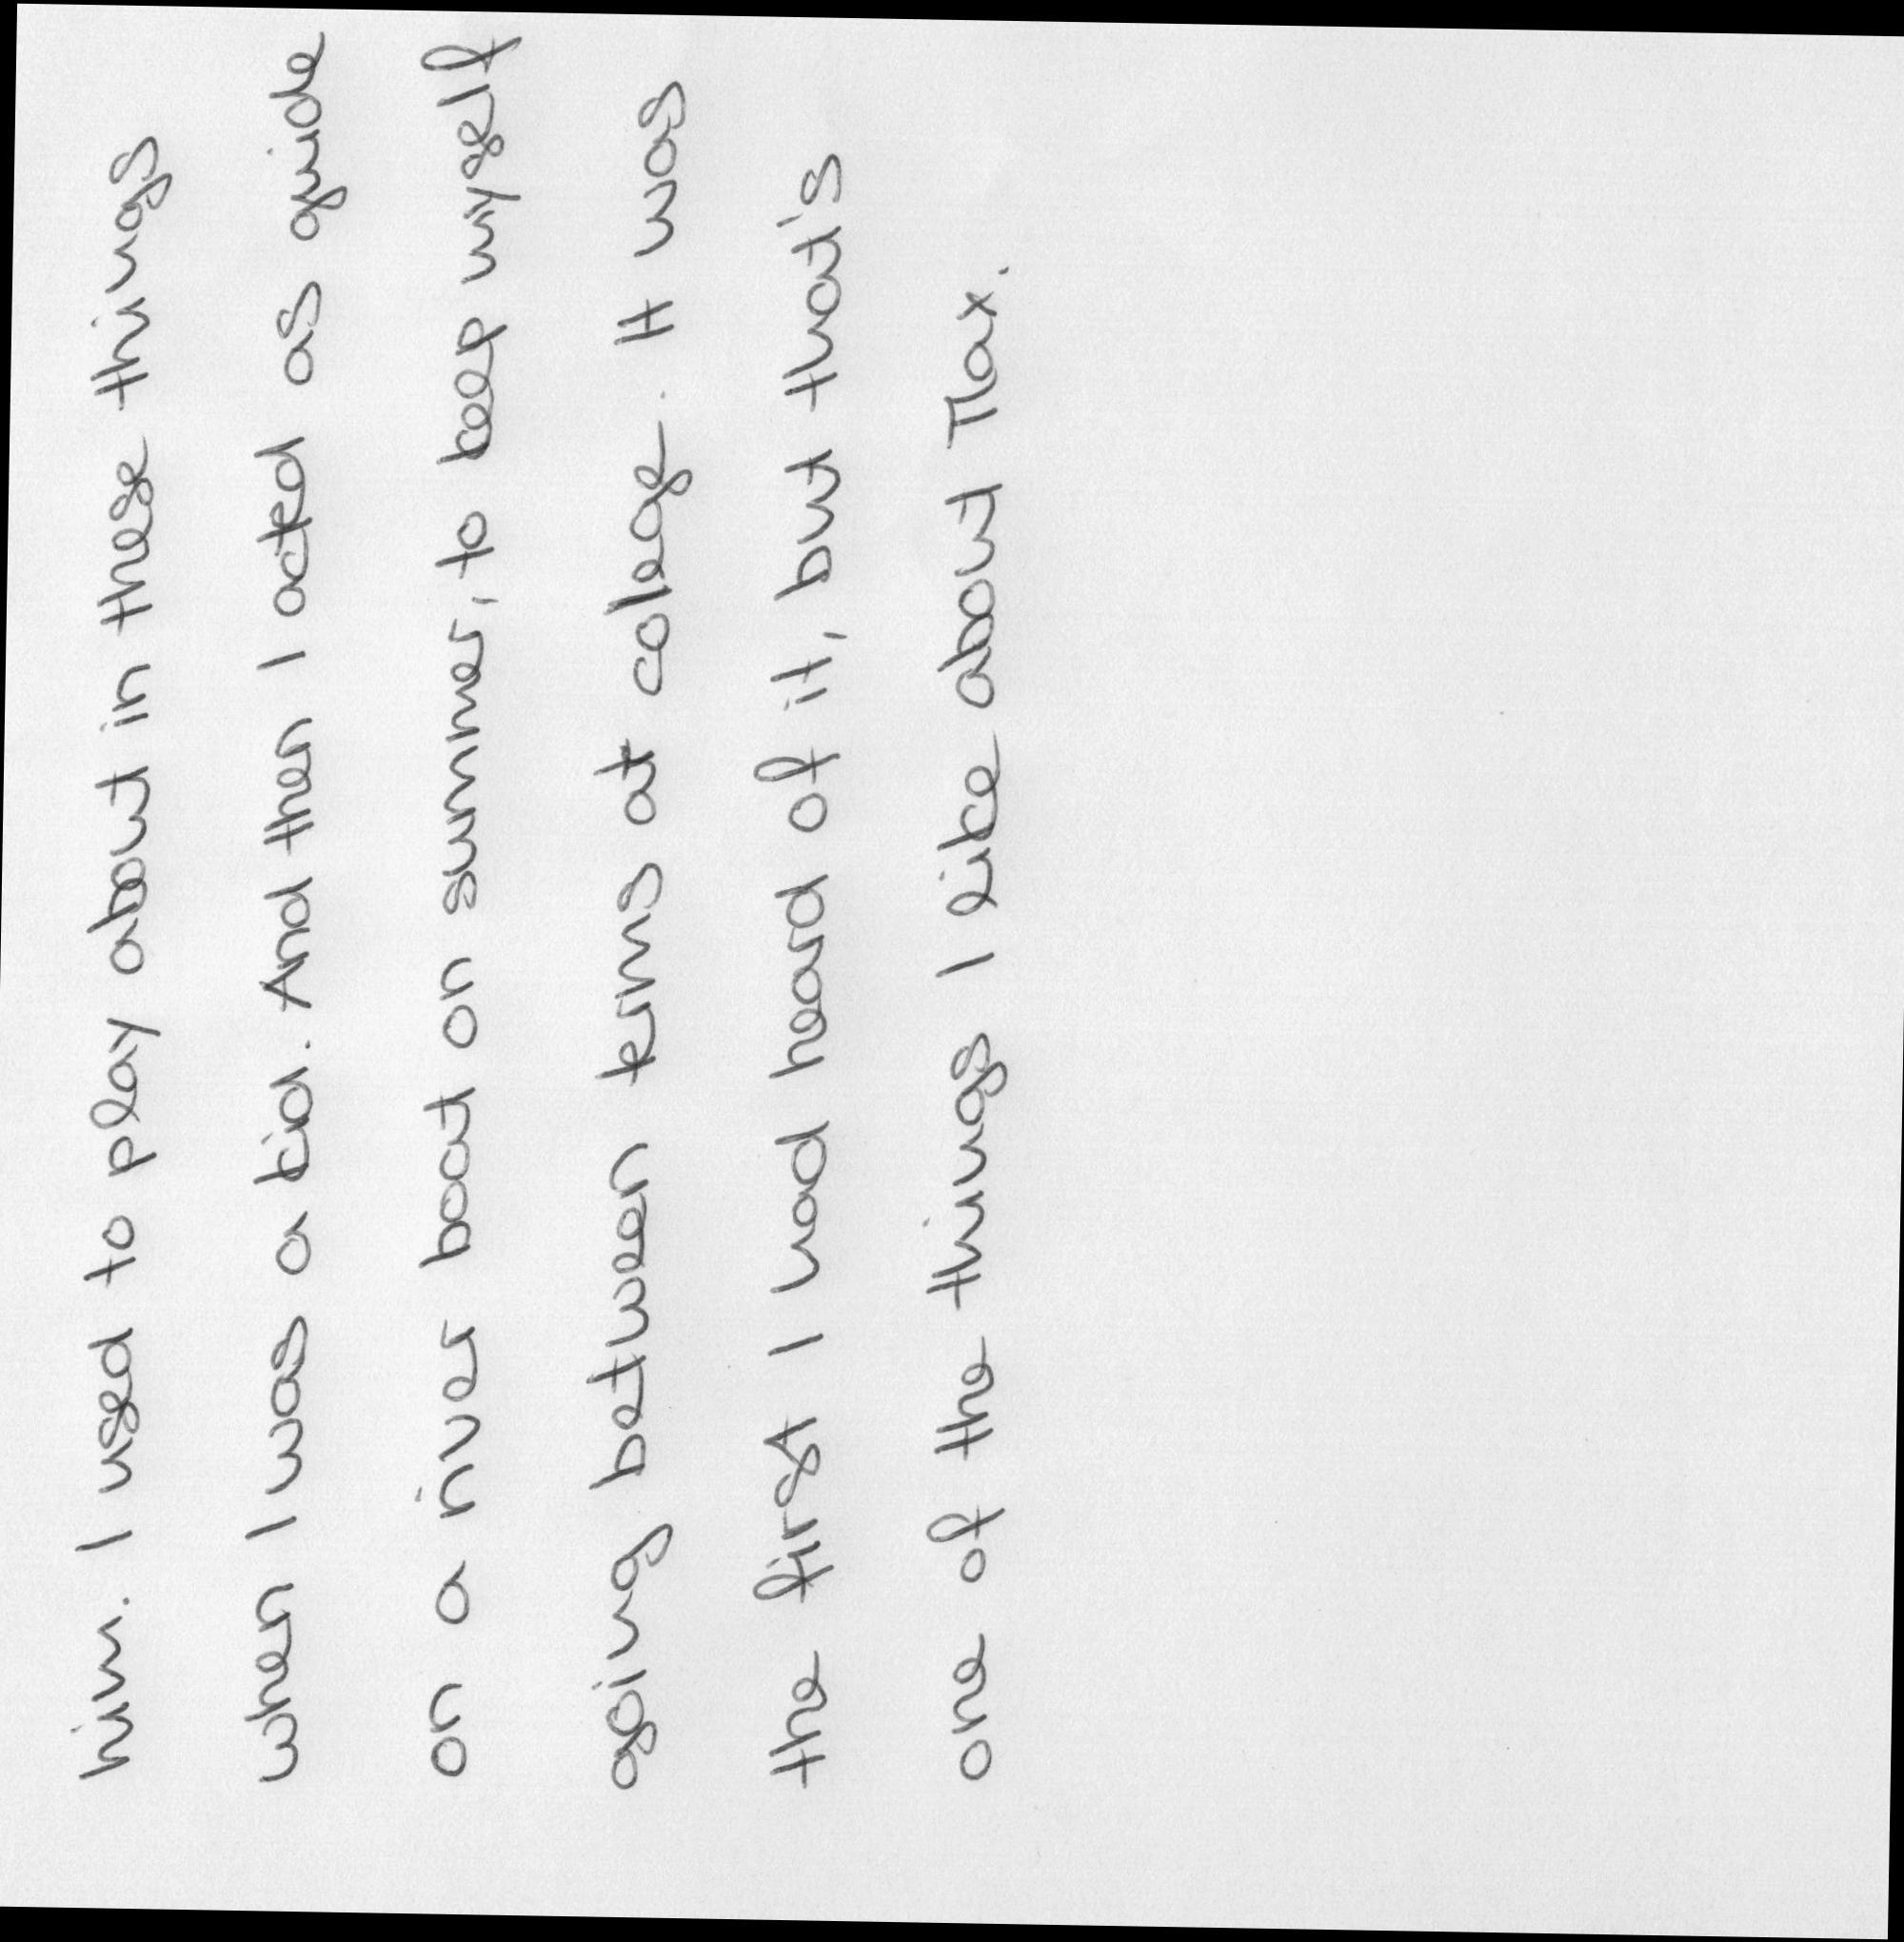 him. I used to play about in these things
when I was a kid. And then I acted as guide
on a river boat on summer, to keep myself
going between terms at colege. It was
the first I had heard of it, but that's
one of the things I like about Max.